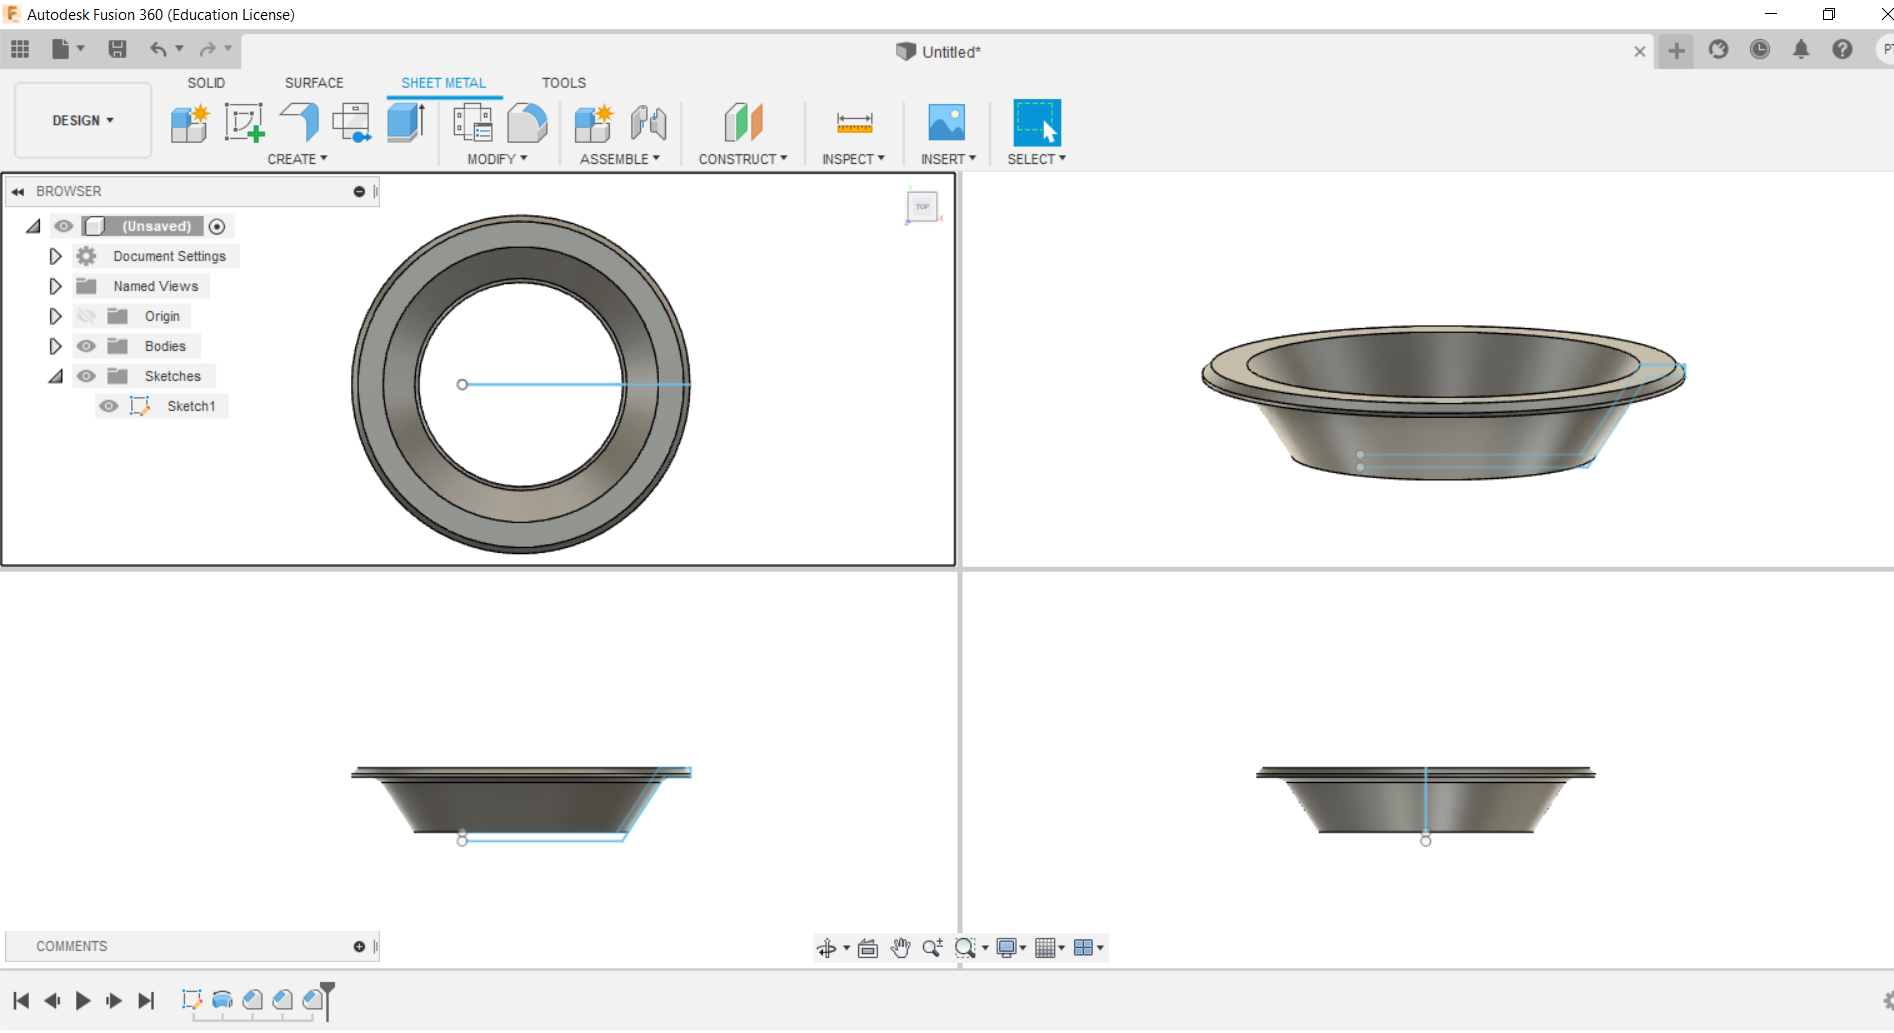 Autodesk Fusion 360 (Education License)
Untitled*
PT
SOLID SURFACE SHEET METAL TOOLS
DESIGN
CREATE MODIFY ASSEMBLE CONSTRUCT INSPECT INSERT SELECT
BROWSER
TOP
(Unsaved)
Document Settings
Named Views
Origin
Bodies
Sketches
Sketch1
COMMENTS